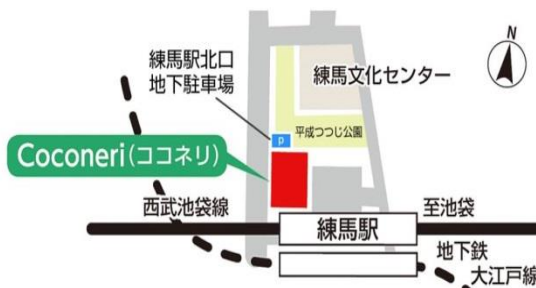 練馬駅北口
地下駐車場
練馬文化センター
N
P
平成つつじ公園
Coconeri(ココネリ)
西武池袋線
至池袋
練馬駅
地下鉄
大江戸線